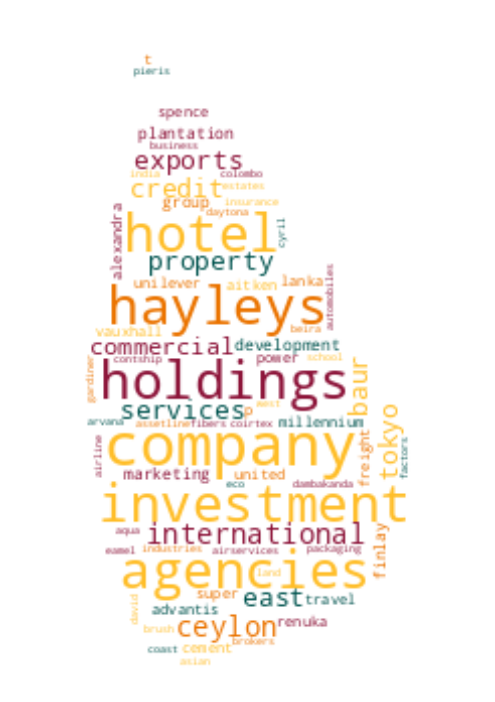 t
pieris
spence
plantation
business
exports
india colombo
credit estates
group insurance
daytona
alexandra
hotel cyril
property
unilever aitken lanka
automobiles
hayleys
vauxhall beira
commercial development
contship power school
gardiner
holdings
baur
west
services p
arvana assetline fibers coirtex millennium
tokyo
company
airline freight factors
marketing united
eco dambakanda
investment
aqua international
eamel industries airservices packaging
finlay
agencies land
super east travel
david advantis
brush ceylon renuka
brokers
coast cement
asian